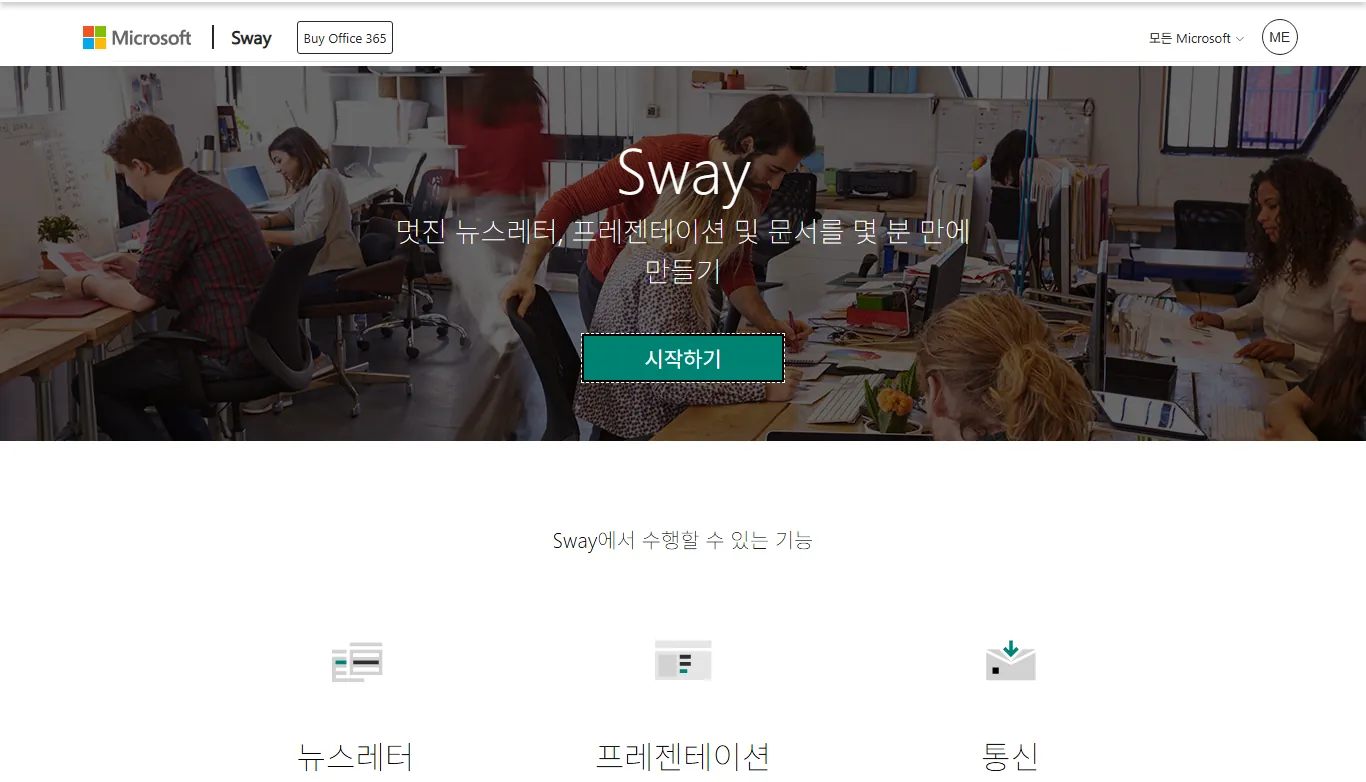 Microsoft
Sway
Buy Office 365
모든 Microsoft
ME
Sway
멋진 뉴스레터, 프레젠테이션 및 문서를 몇 분 만에
만들기
시작하기
Sway에서 수행할 수 있는 기능
뉴스레터
프레젠테이션
통신